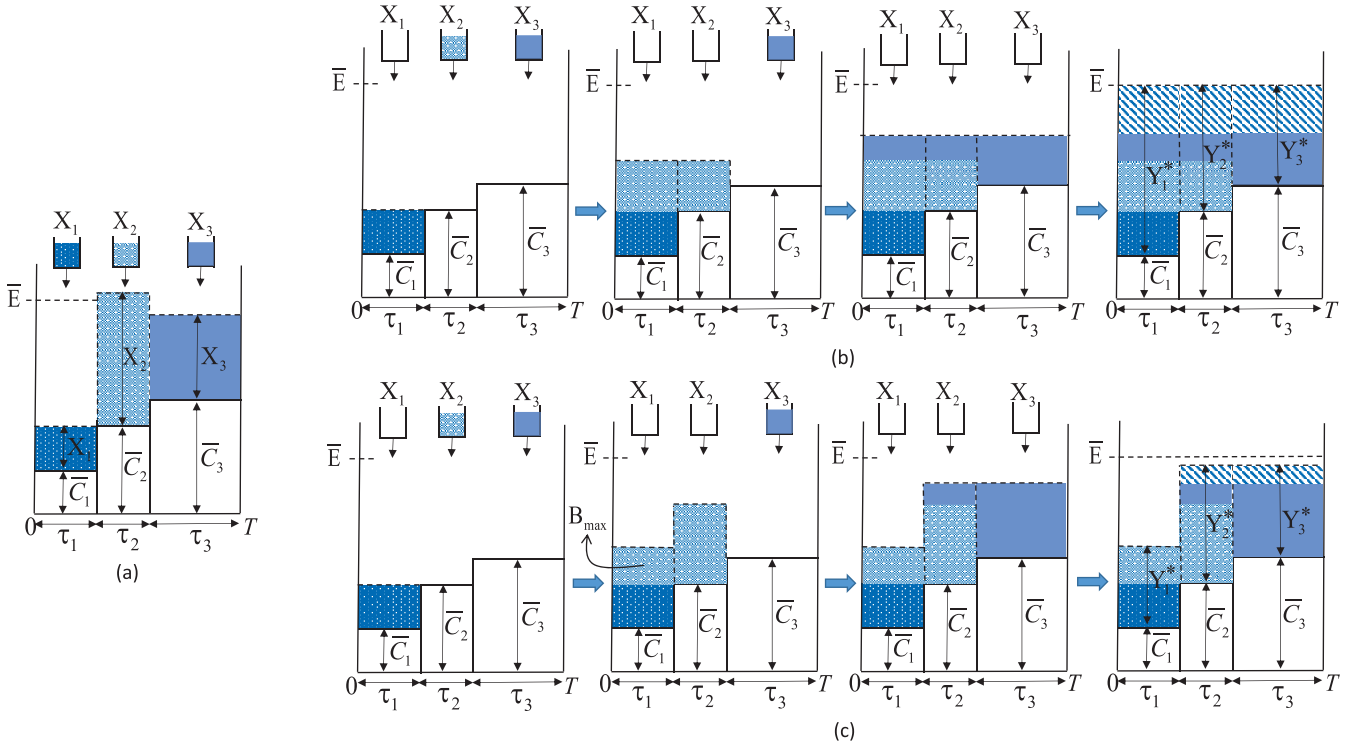 X₁ X₂ X₃
E̅
X₂ X₃
X₁
C̅₁ C̅₂ C̅₃
0 τ₁ τ₂ τ₃ T
(a)
X₁ X₂ X₃
E̅
C̅₁ C̅₂ C̅₃
0 τ₁ τ₂ τ₃ T
X₁ X₂ X₃
E̅
C̅₁ C̅₂ C̅₃
0 τ₁ τ₂ τ₃ T
X₁ X₂ X₃
E̅
C̅₁ C̅₂ C̅₃
0 τ₁ τ₂ τ₃ T
E̅
Y₁* Y₂* Y₃*
C̅₁ C̅₂ C̅₃
0 τ₁ τ₂ τ₃ T
(b)
X₁ X₂ X₃
E̅
C̅₁ C̅₂ C̅₃
0 τ₁ τ₂ τ₃ T
X₁ X₂ X₃
E̅
Bₘₐₓ
C̅₁ C̅₂ C̅₃
0 τ₁ τ₂ τ₃ T
X₁ X₂ X₃
E̅
C̅₁ C̅₂ C̅₃
0 τ₁ τ₂ τ₃ T
E̅
Y₁* Y₂* Y₃*
C̅₁ C̅₂ C̅₃
0 τ₁ τ₂ τ₃ T
(c)